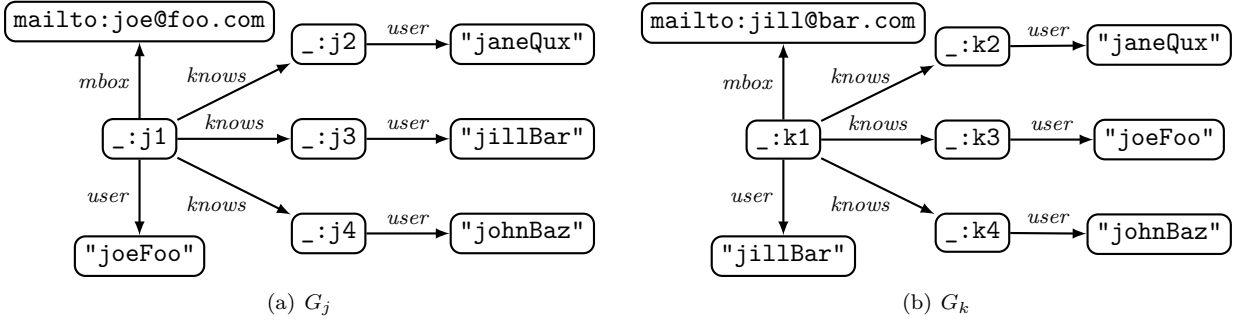 mailto:joe@foo.com
_:j2
user
"janeQux"
mbox
knows
_:j1
knows
_:j3
user
"jillBar"
user
knows
_:j4
user
"johnBaz"
"joeFoo"
(a) G_j
mailto:jill@bar.com
_:k2
user
"janeQux"
mbox
knows
_:k1
knows
_:k3
user
"joeFoo"
user
knows
_:k4
user
"johnBaz"
"jillBar"
(b) G_k